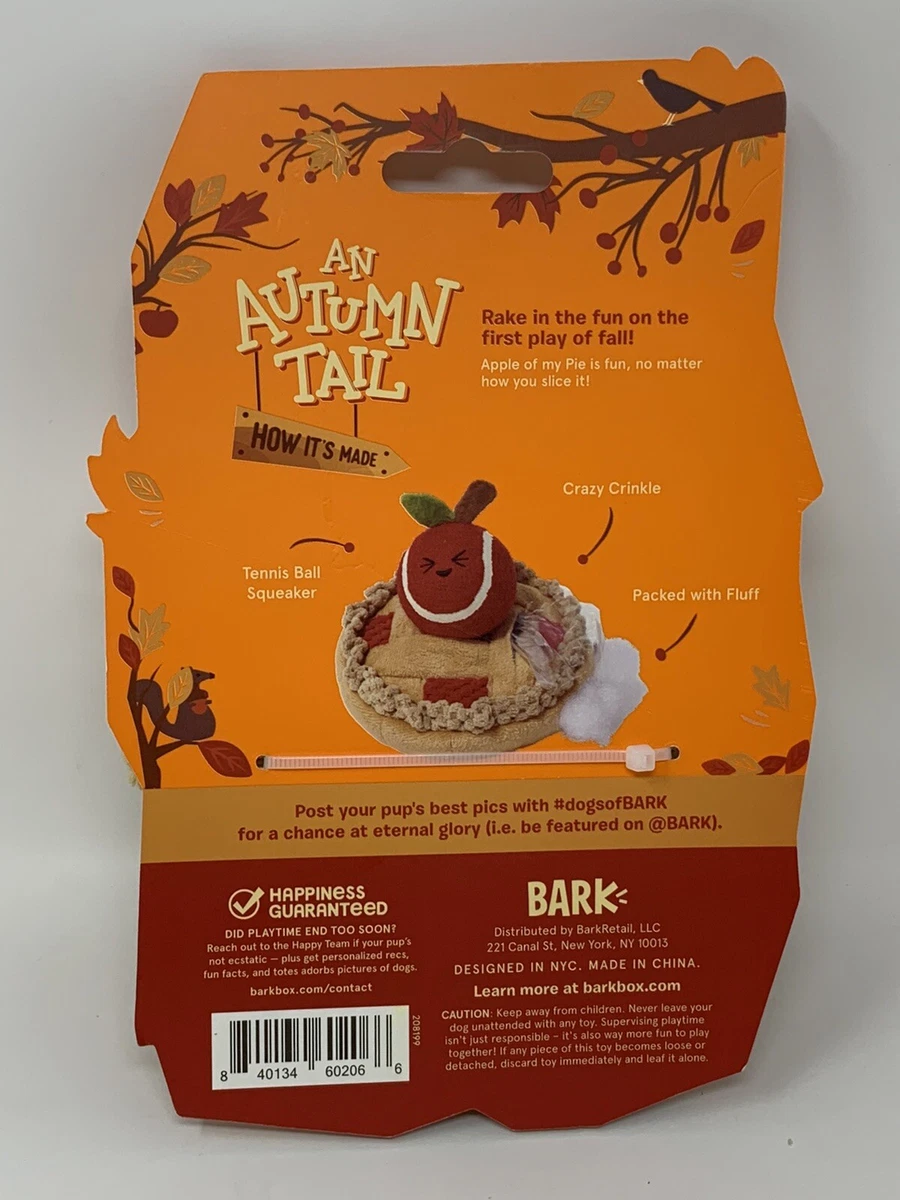 AN
AUTUMN
TAIL
HOW IT'S MADE
Rake in the fun on the
first play of fall!
Apple of my Pie is fun, no matter
how you slice it!
Crazy Crinkle
Tennis Ball
Squeaker
Packed with Fluff
Post your pup's best pics with #dogsofBARK
for a chance at eternal glory (i.e. be featured on @BARK).
HAPPINESS
GUARANTEED
DID PLAYTIME END TOO SOON?
Reach out to the Happy Team if your pup's
not ecstatic — plus get personalized recs,
fun facts, and totes adorbs pictures of dogs.
barkbox.com/contact
208199
8 40134 60206 6
BARK
Distributed by BarkRetail, LLC
221 Canal St, New York, NY 10013
DESIGNED IN NYC. MADE IN CHINA.
Learn more at barkbox.com
CAUTION: Keep away from children. Never leave your
dog unattended with any toy. Supervising playtime
isn't just responsible – it's also way more fun to play
together! If any piece of this toy becomes loose or
detached, discard toy immediately and leaf it alone.